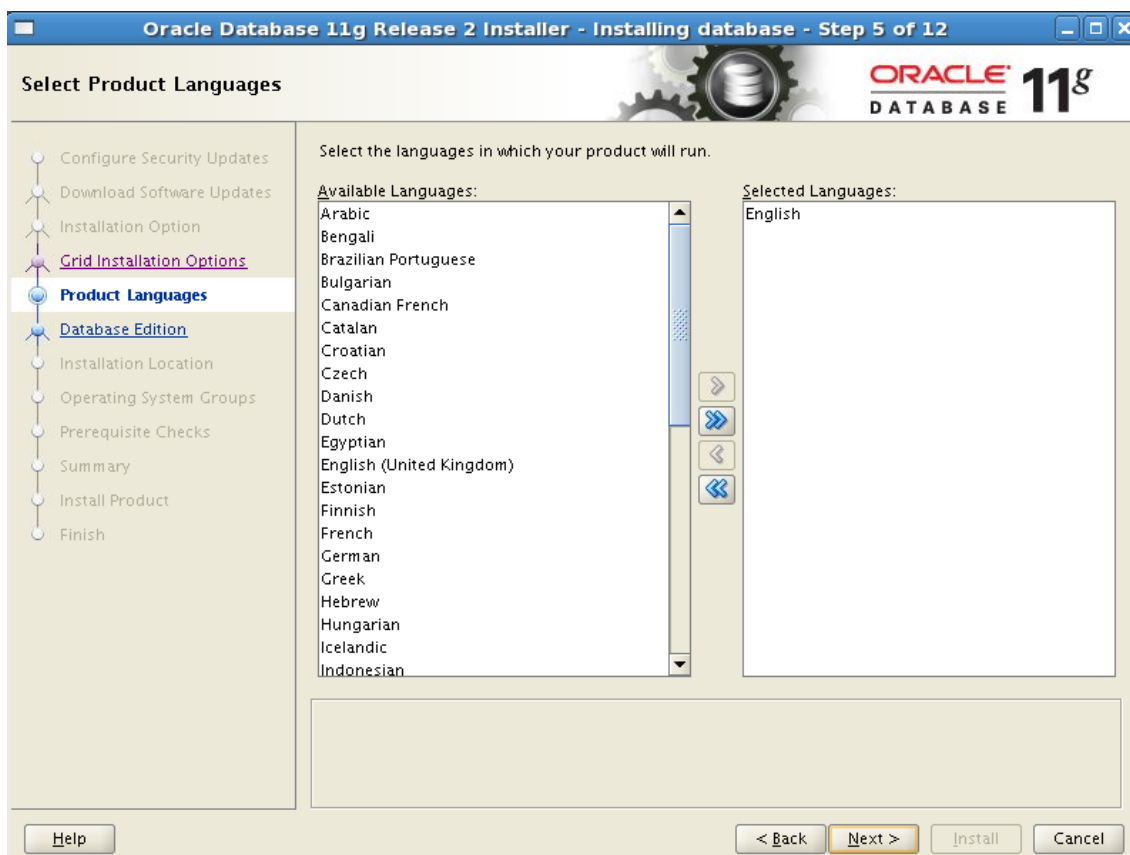 Oracle Database 11g Release 2 Installer - Installing database - Step 5 of 12
Select Product Languages
ORACLE
DATABASE
11g
Configure Security Updates
Download Software Updates
Installation Option
Grid Installation Options
Product Languages
Database Edition
Installation Location
Operating System Groups
Prerequisite Checks
Summary
Install Product
Finish
Select the languages in which your product will run.
Available Languages:
Arabic
Bengali
Brazilian Portuguese
Bulgarian
Canadian French
Catalan
Croatian
Czech
Danish
Dutch
Egyptian
English (United Kingdom)
Estonian
Finnish
French
German
Greek
Hebrew
Hungarian
Icelandic
Indonesian
Selected Languages:
English
Help
< Back
Next >
Install
Cancel